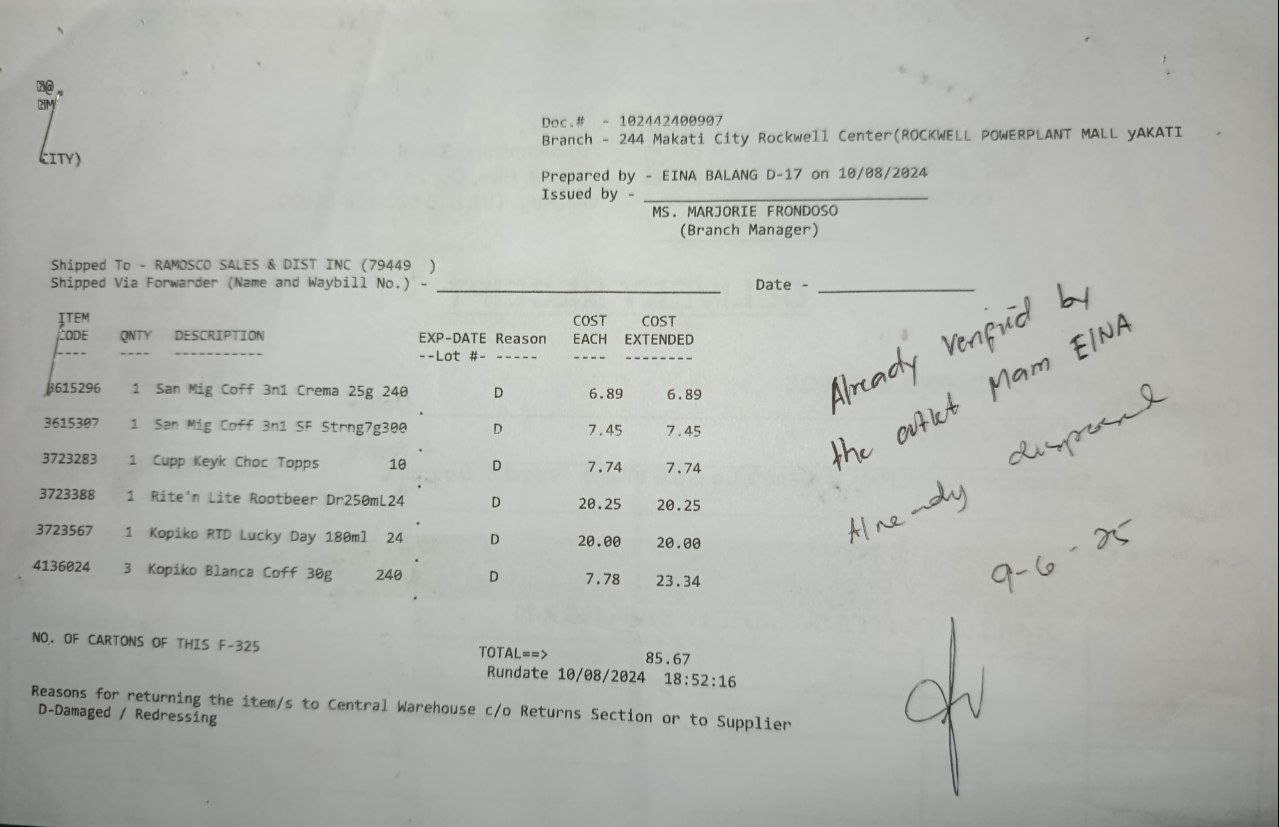 CITY)
Doc.# - 102442400907
Branch - 244 Makati City Rockwell Center(ROCKWELL POWERPLANT MALL yAKATI
Prepared by - EINA BALANG D-17 on 10/08/2024
Issued by -
MS. MARJORIE FRONDOSO
(Branch Manager)
Shipped To - RAMOSCO SALES & DIST INC (79449 )
Shipped Via Forwarder (Name and Waybill No.) - Date -
ITEM COST COST
CODE QNTY DESCRIPTION EXP-DATE Reason EACH EXTENDED
---- ---- ----------- --Lot #- ----- ---- --------
3615296 1 San Mig Coff 3n1 Crema 25g 240 D 6.89 6.89
3615307 1 San Mig Coff 3n1 SF Strng7g300 D 7.45 7.45
3723283 1 Cupp Keyk Choc Topps 10 D 7.74 7.74
3723388 1 Rite'n Lite Rootbeer Dr250mL24 D 20.25 20.25
3723567 1 Kopiko RTD Lucky Day 180ml 24 D 20.00 20.00
4136024 3 Kopiko Blanca Coff 30g 240 D 7.78 23.34
NO. OF CARTONS OF THIS F-325
TOTAL==> 85.67
Rundate 10/08/2024 18:52:16
Reasons for returning the item/s to Central Warehouse c/o Returns Section or to Supplier
D-Damaged / Redressing
Already verified by
the outlet Mam EINA
Already
9-6-25